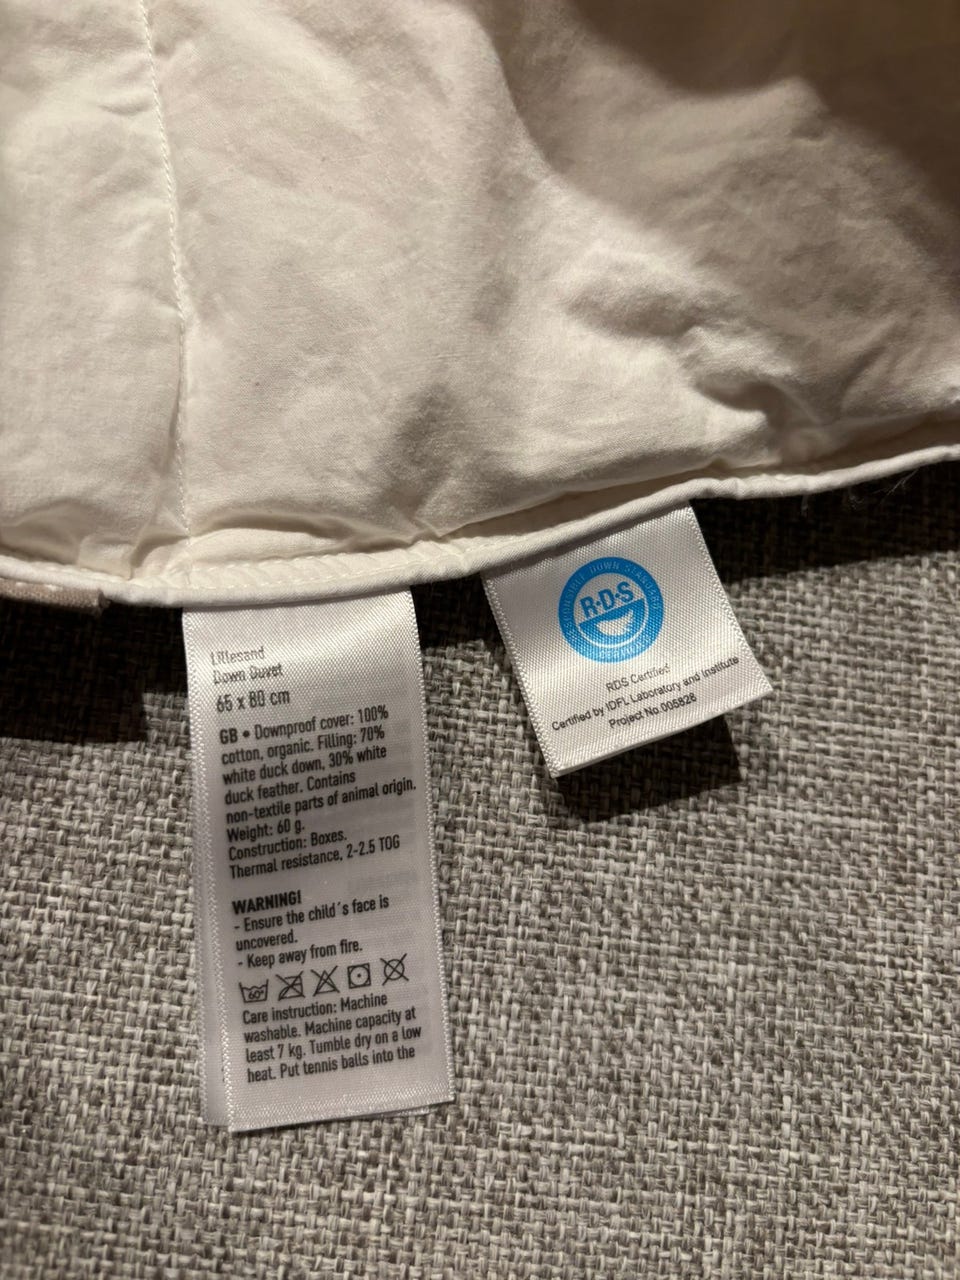 Lillesand
Down Duvet
65 x 80 cm
GB • Downproof cover: 100%
cotton, organic. Filling: 70%
white duck down, 30% white
duck feather. Contains
non-textile parts of animal origin.
Weight: 60 g.
Construction: Boxes.
Thermal resistance, 2-2.5 TOG
WARNING!
- Ensure the child´s face is
uncovered.
- Keep away from fire.
60°
Care instruction: Machine
washable. Machine capacity at
least 7 kg. Tumble dry on a low
heat. Put tennis balls into the
RESPONSIBLE DOWN STANDARD
R·D·S
RDS Certified
Certified by IDFL Laboratory and Institute
Project No.005828